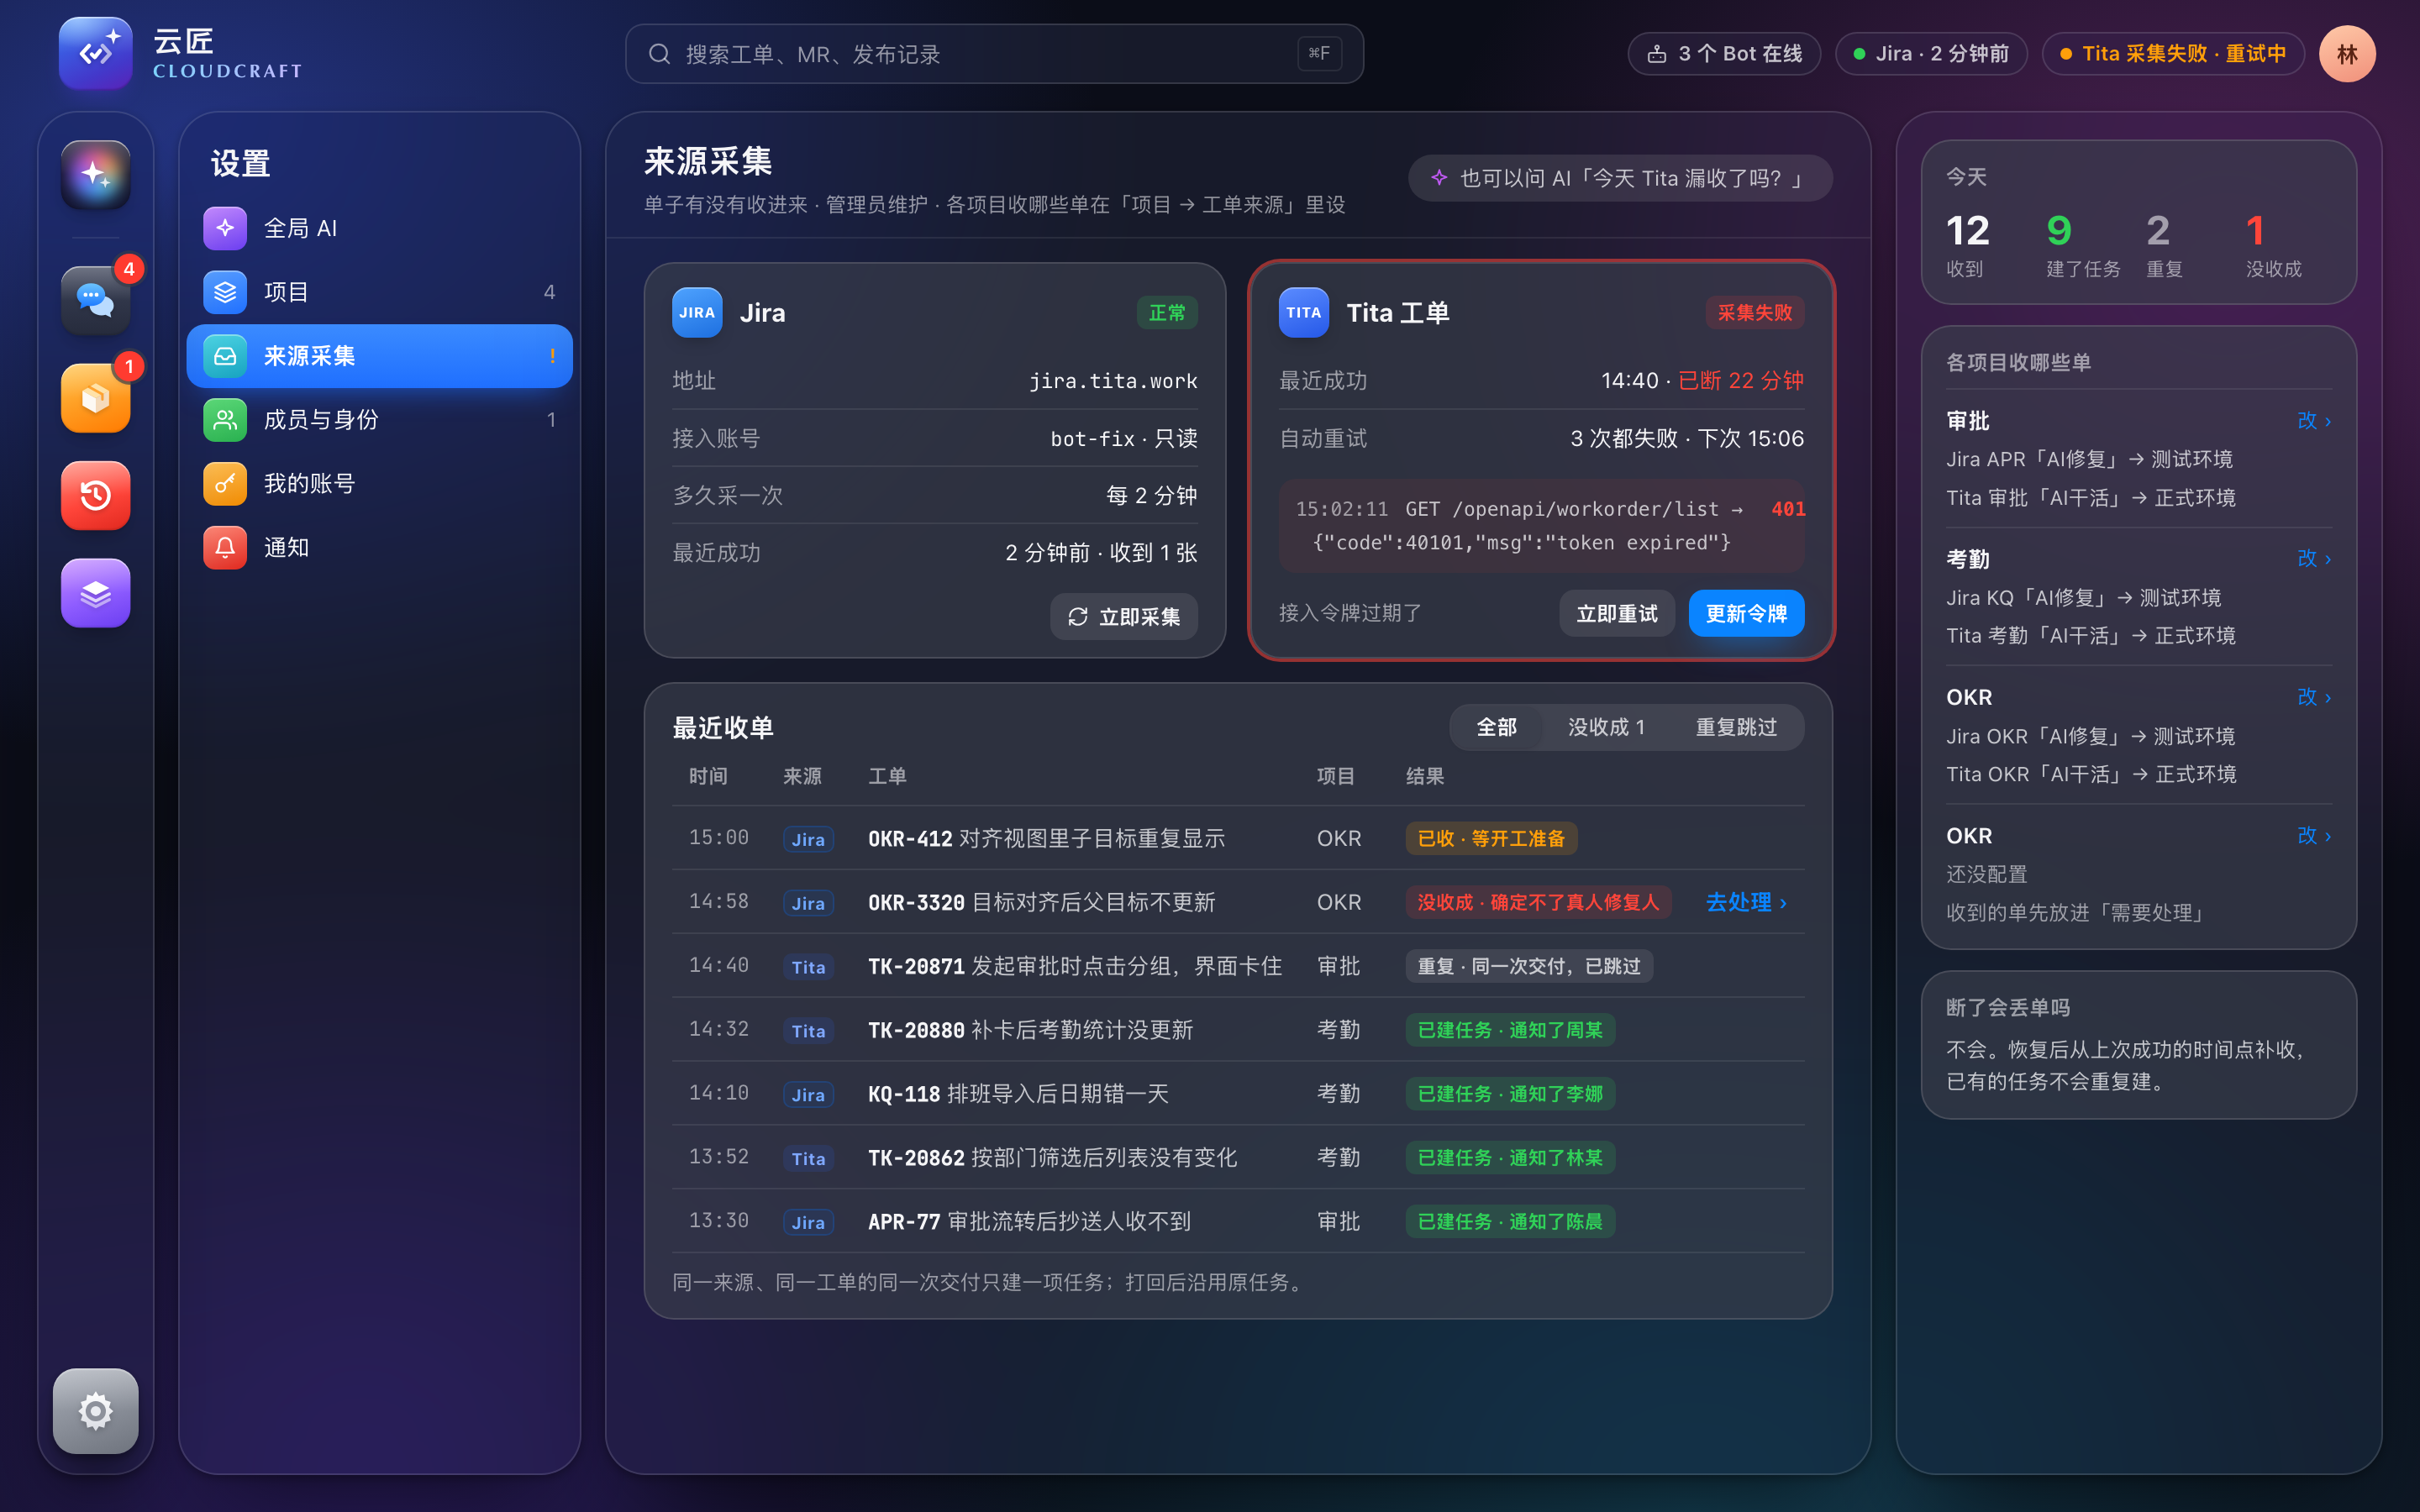 云匠
CLOUDCRAFT
搜索工单、MR、发布记录
⌘F
3 个 Bot 在线
Jira · 2 分钟前
Tita 采集失败 · 重试中
林
4
1
设置
全局 AI
项目
4
来源采集
!
成员与身份
1
我的账号
通知
来源采集
单子有没有收进来 · 管理员维护 · 各项目收哪些单在「项目 → 工单来源」里设
也可以问 AI「今天 Tita 漏收了吗？」
JIRA
Jira
正常
地址
jira.tita.work
接入账号
bot-fix · 只读
多久采一次
每 2 分钟
最近成功
2 分钟前 · 收到 1 张
立即采集
TITA
Tita 工单
采集失败
最近成功
14:40 · 已断 22 分钟
自动重试
3 次都失败 · 下次 15:06
15:02:11 GET /openapi/workorder/list → 401
{"code":40101,"msg":"token expired"}
接入令牌过期了
立即重试
更新令牌
最近收单
全部
没收成 1
重复跳过
时间 来源 工单 项目 结果
15:00 Jira OKR-412 对齐视图里子目标重复显示 OKR 已收 · 等开工准备
14:58 Jira OKR-3320 目标对齐后父目标不更新 OKR 没收成 · 确定不了真人修复人 去处理 ›
14:40 Tita TK-20871 发起审批时点击分组，界面卡住 审批 重复 · 同一次交付，已跳过
14:32 Tita TK-20880 补卡后考勤统计没更新 考勤 已建任务 · 通知了周某
14:10 Jira KQ-118 排班导入后日期错一天 考勤 已建任务 · 通知了李娜
13:52 Tita TK-20862 按部门筛选后列表没有变化 考勤 已建任务 · 通知了林某
13:30 Jira APR-77 审批流转后抄送人收不到 审批 已建任务 · 通知了陈晨
同一来源、同一工单的同一次交付只建一项任务；打回后沿用原任务。
今天
12 9 2 1
收到 建了任务 重复 没收成
各项目收哪些单
审批 改 ›
Jira APR「AI修复」→ 测试环境
Tita 审批「AI干活」→ 正式环境
考勤 改 ›
Jira KQ「AI修复」→ 测试环境
Tita 考勤「AI干活」→ 正式环境
OKR 改 ›
Jira OKR「AI修复」→ 测试环境
Tita OKR「AI干活」→ 正式环境
OKR 改 ›
还没配置
收到的单先放进「需要处理」
断了会丢单吗
不会。恢复后从上次成功的时间点补收，
已有的任务不会重复建。